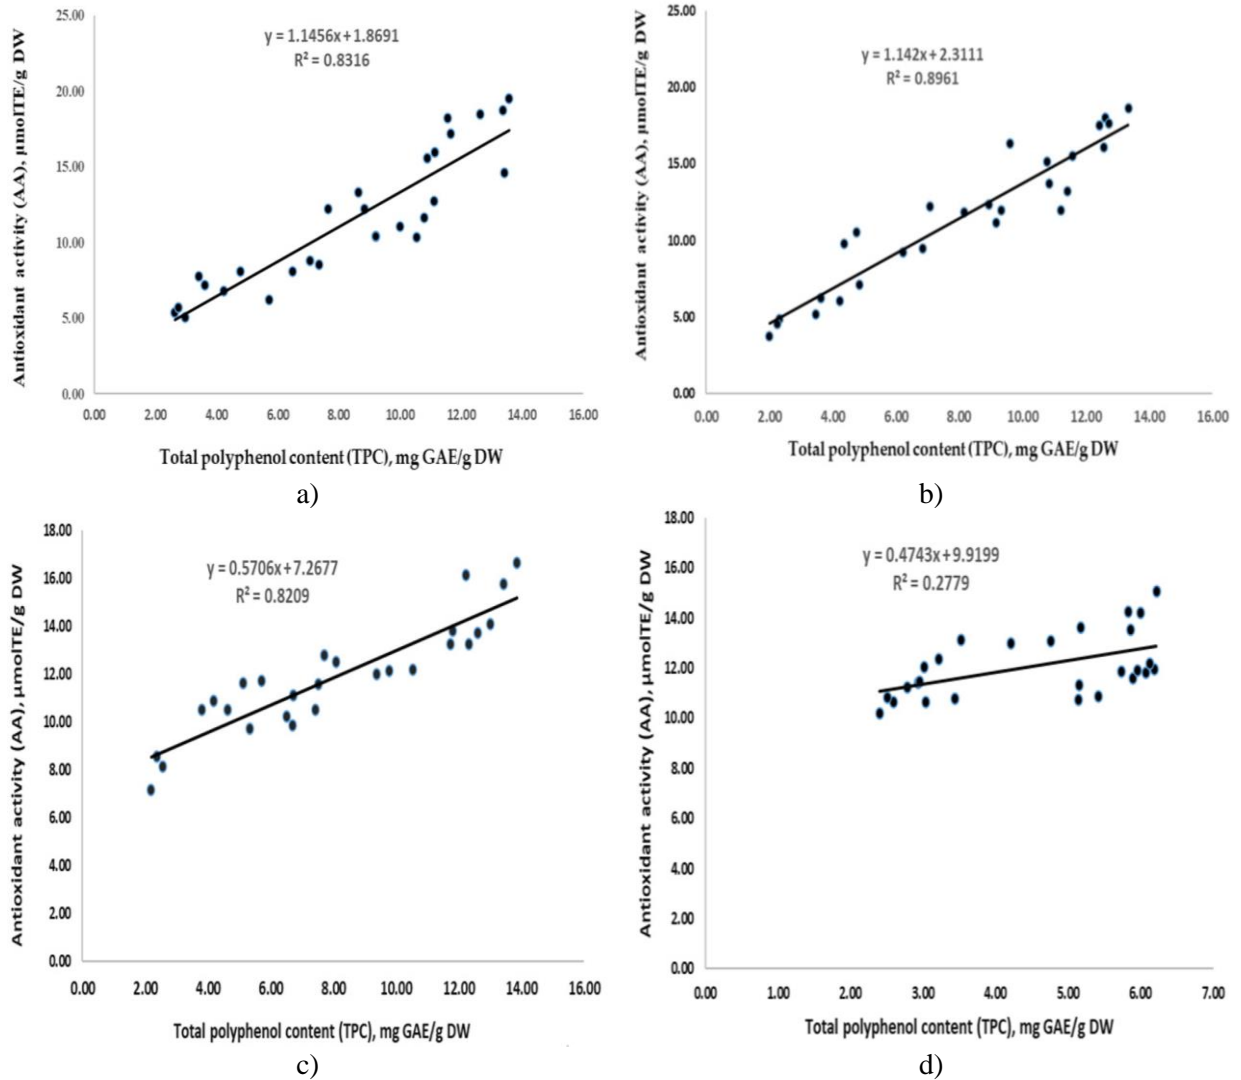 25.00
20.00
15.00
10.00
5.00
0.00
Antioxidant activity (AA), µmolTE/g DW
y = 1.1456x+1.8691
R² = 0.8316
0.00 2.00 4.00 6.00 8.00 10.00 12.00 14.00 16.00
Total polyphenol content (TPC), mg GAE/g DW
a)
25.00
20.00
15.00
10.00
5.00
0.00
Antioxidant activity (AA), µmolTE/g DW
y = 1.142x+2.3111
R² = 0.8961
0.00 2.00 4.00 6.00 8.00 10.00 12.00 14.00 16.00
Total polyphenol content (TPC), mg GAE/g DW
b)
18.00
16.00
14.00
12.00
10.00
8.00
6.00
4.00
2.00
0.00
Antioxidant activity (AA), µmolTE/g DW
y = 0.5706x+7.2677
R² = 0.8209
0.00 2.00 4.00 6.00 8.00 10.00 12.00 14.00 16.00
Total polyphenol content (TPC), mg GAE/g DW
c)
18.00
16.00
14.00
12.00
10.00
8.00
6.00
4.00
2.00
0.00
Antioxidant activity (AA), µmolTE/g DW
y = 0.4743x+9.9199
R² = 0.2779
0.00 1.00 2.00 3.00 4.00 5.00 6.00 7.00
Total polyphenol content (TPC), mg GAE/g DW
d)